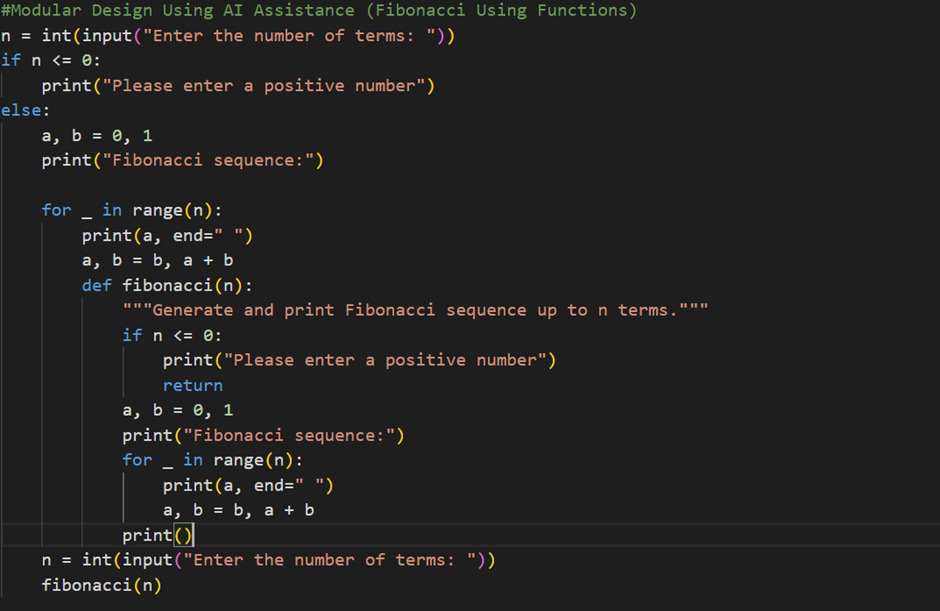 #Modular Design Using AI Assistance (Fibonacci Using Functions)
n = int(input("Enter the number of terms: "))
if n <= 0:
    print("Please enter a positive number")
else:
    a, b = 0, 1
    print("Fibonacci sequence:")

    for _ in range(n):
        print(a, end=" ")
        a, b = b, a + b
        def fibonacci(n):
            """Generate and print Fibonacci sequence up to n terms."""
            if n <= 0:
                print("Please enter a positive number")
                return
            a, b = 0, 1
            print("Fibonacci sequence:")
            for _ in range(n):
                print(a, end=" ")
                a, b = b, a + b
            print()
    n = int(input("Enter the number of terms: "))
    fibonacci(n)